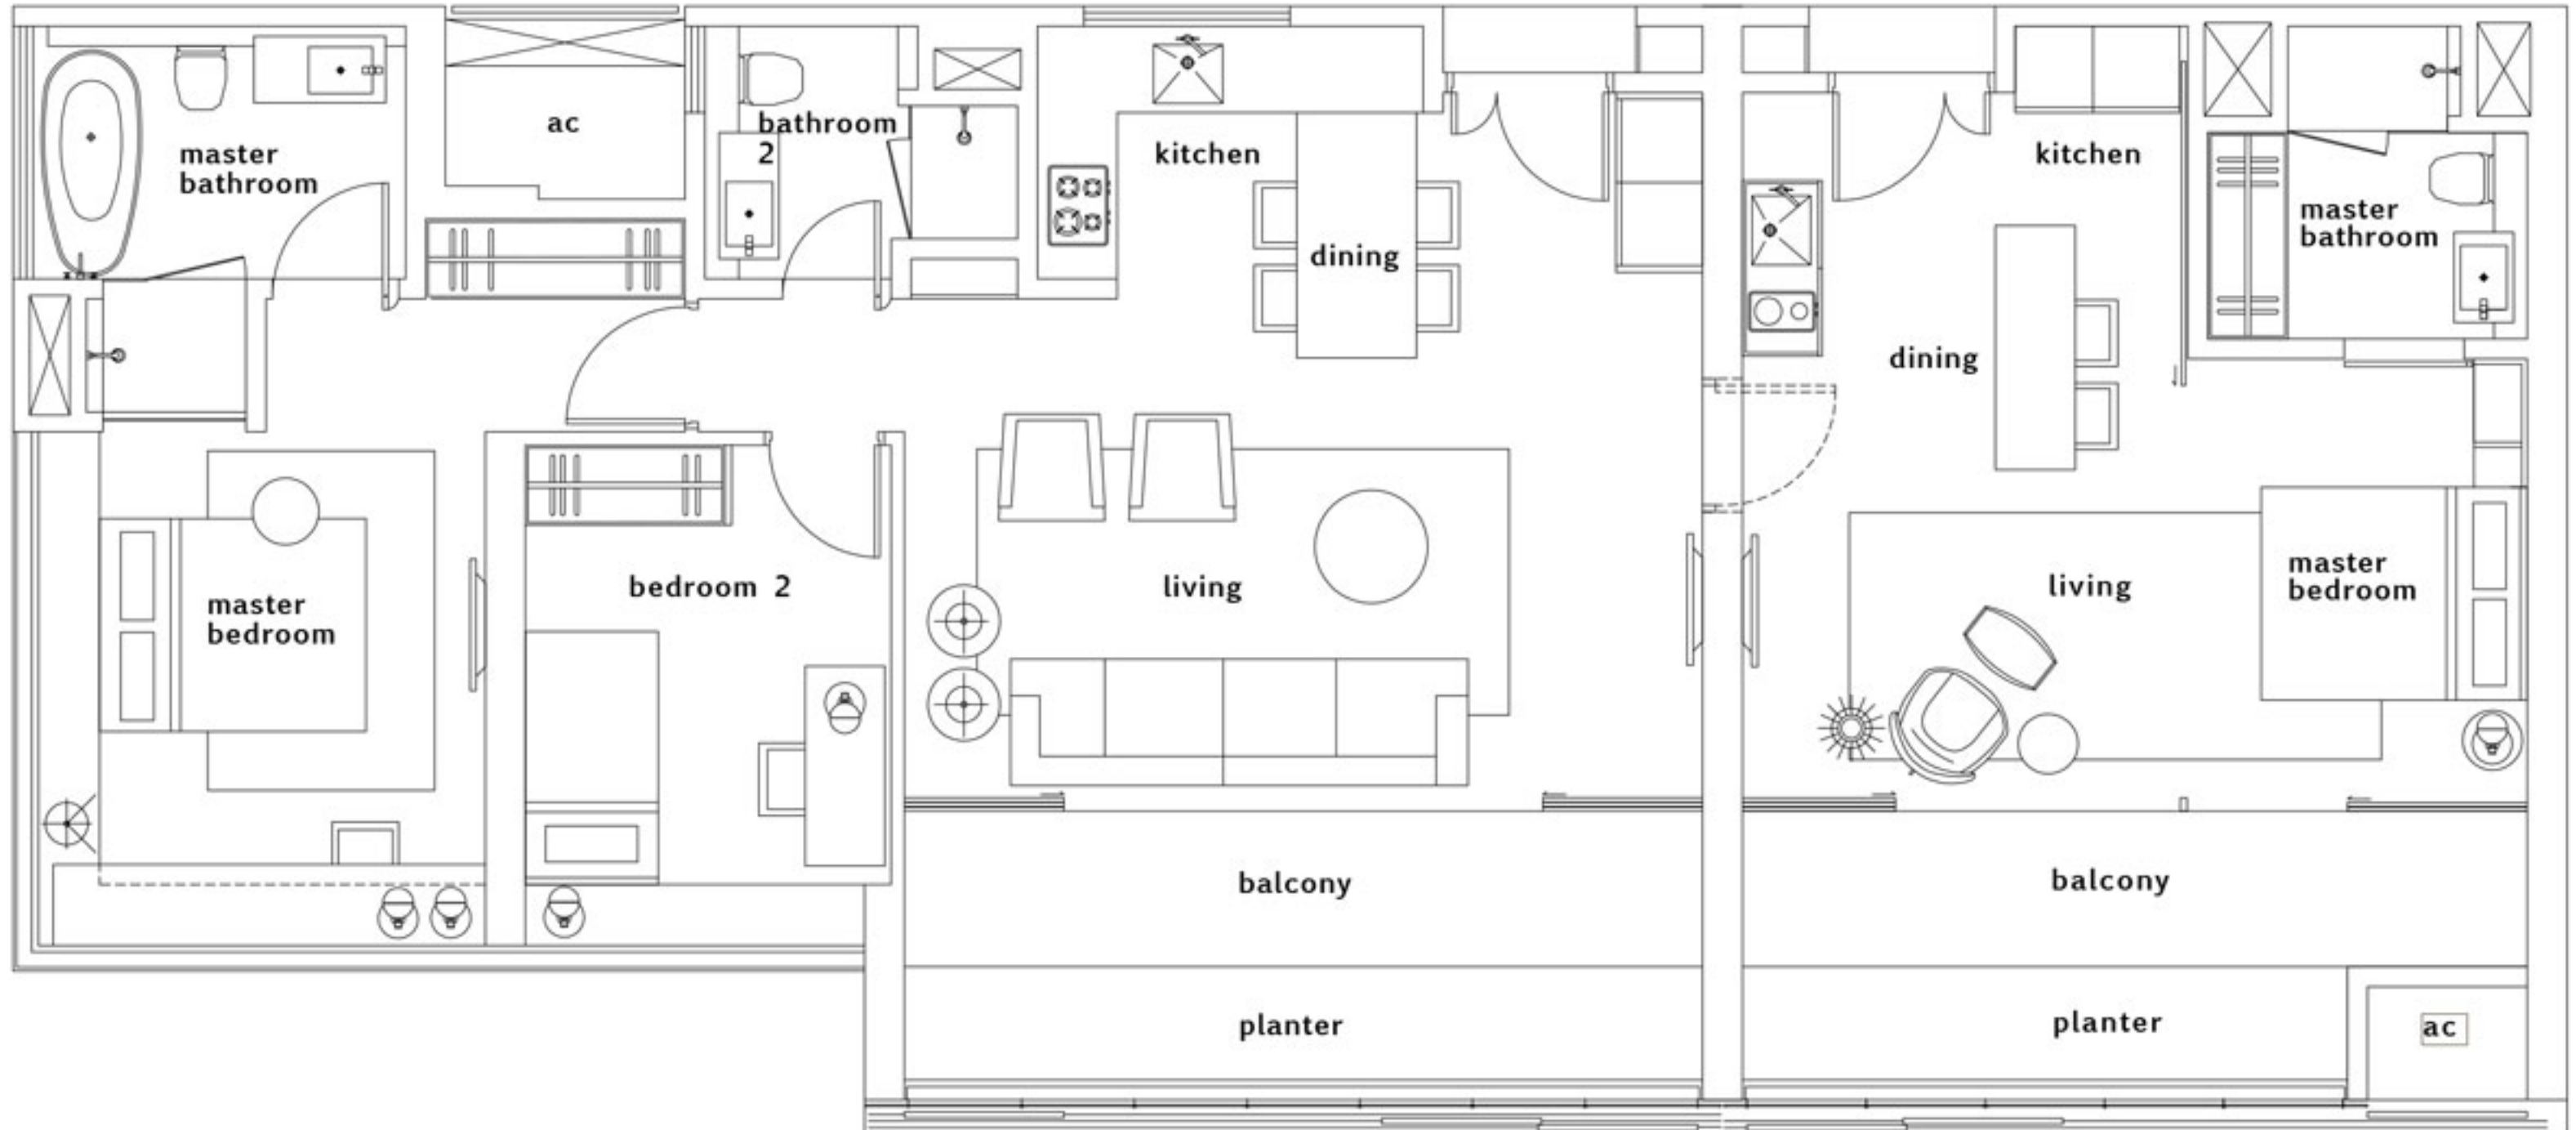 master
bathroom
ac
bathroom
2
kitchen
dining
kitchen
master
bathroom
dining
master
bedroom
bedroom 2
living
living
master
bedroom
balcony
balcony
planter
planter
ac